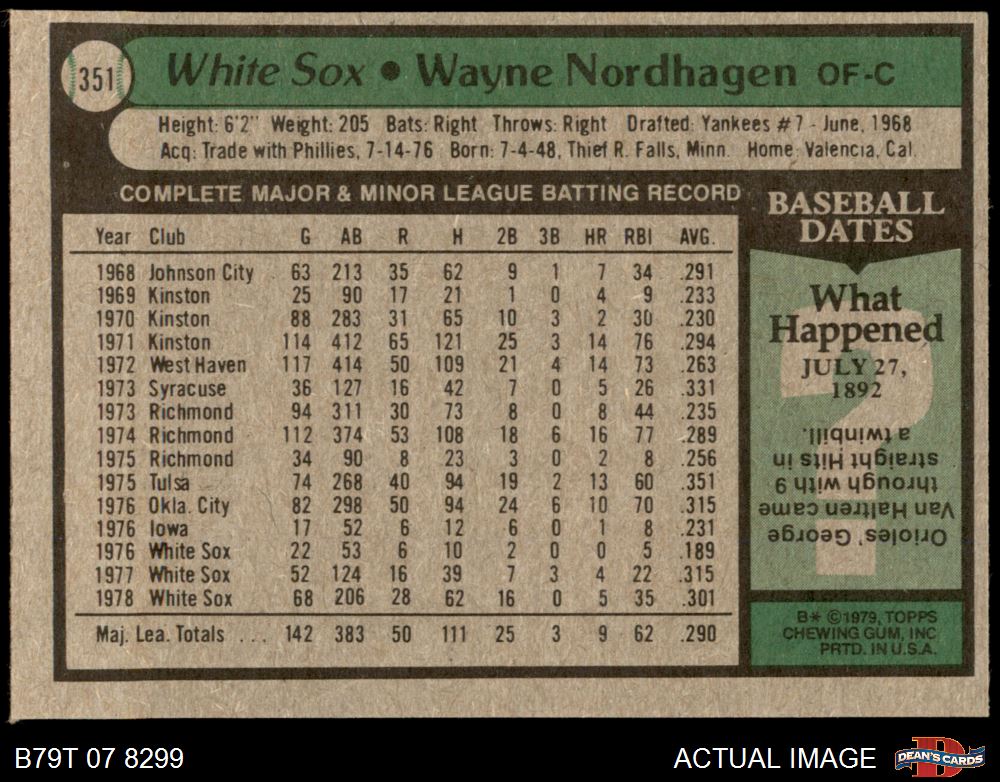 351
White Sox • Wayne Nordhagen OF-C
Height: 6'2" Weight: 205 Bats: Right Throws: Right Drafted: Yankees #7 - June, 1968
Acq: Trade with Phillies, 7-14-76 Born: 7-4-48, Thief R. Falls, Minn. Home: Valencia, Cal.
COMPLETE MAJOR & MINOR LEAGUE BATTING RECORD
Year Club G AB R H 2B 3B HR RBI AVG.
1968 Johnson City 63 213 35 62 9 1 7 34 .291
1969 Kinston 25 90 17 21 1 0 4 9 .233
1970 Kinston 88 283 31 65 10 3 2 30 .230
1971 Kinston 114 412 65 121 25 3 14 76 .294
1972 West Haven 117 414 50 109 21 4 14 73 .263
1973 Syracuse 36 127 16 42 7 0 5 26 .331
1973 Richmond 94 311 30 73 8 0 8 44 .235
1974 Richmond 112 374 53 108 18 6 16 77 .289
1975 Richmond 34 90 8 23 3 0 2 8 .256
1975 Tulsa 74 268 40 94 19 2 13 60 .351
1976 Okla. City 82 298 50 94 24 6 10 70 .315
1976 Iowa 17 52 6 12 6 0 1 8 .231
1976 White Sox 22 53 6 10 2 0 0 5 .189
1977 White Sox 52 124 16 39 7 3 4 22 .315
1978 White Sox 68 206 28 62 16 0 5 35 .301
Maj. Lea. Totals ... 142 383 50 111 25 3 9 62 .290
BASEBALL
DATES
What
Happened
JULY 27,
1892
Orioles' George
Van Haltren came
through with 9
straight Hits in
a twinbill.
B* ©1979, TOPPS
CHEWING GUM, INC
PRTD. IN U.S.A.
B79T 07 8299
ACTUAL IMAGE
D
DEAN'S CARDS